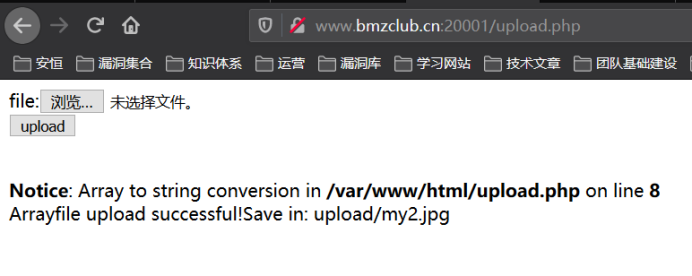 www.bmzclub.cn:20001/upload.php
安恒 漏洞集合 知识体系 运营 漏洞库 学习网站 技术文章 团队基础建设
file: 浏览... 未选择文件。
upload
Notice: Array to string conversion in /var/www/html/upload.php on line 8
Arrayfile upload successful!Save in: upload/my2.jpg